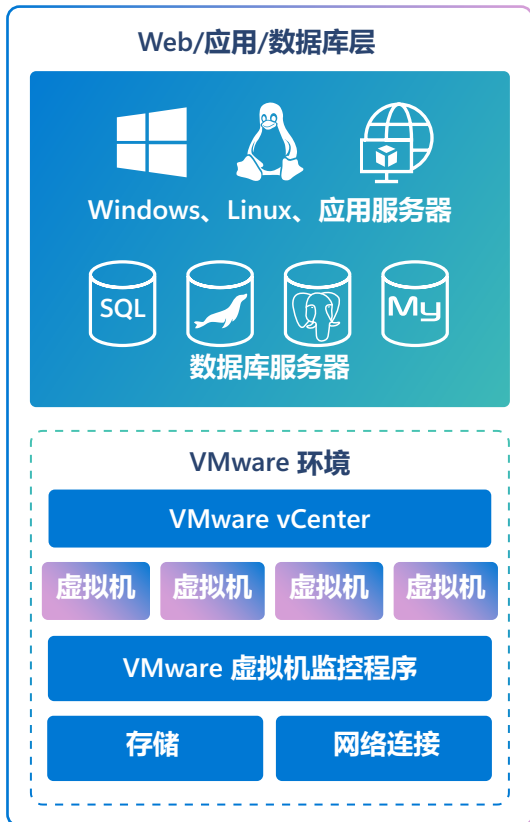 Web/应用/数据库层
Windows、Linux、应用服务器
SQL
My
数据库服务器
VMware 环境
VMware vCenter
虚拟机 虚拟机 虚拟机 虚拟机
VMware 虚拟机监控程序
存储 网络连接